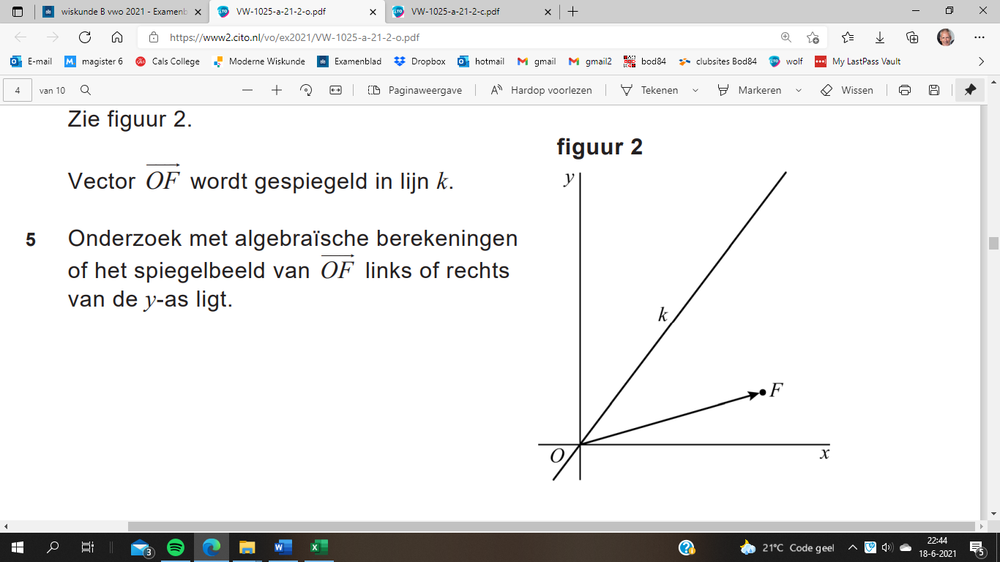 wiskunde B vwo 2021 - Examenb
VW-1025-a-21-2-o.pdf
VW-1025-a-21-2-c.pdf
https://www2.cito.nl/vo/ex2021/VW-1025-a-21-2-o.pdf
E-mail
magister 6
Cals College
Moderne Wiskunde
Examenblad
Dropbox
hotmail
gmail
gmail2
bod84
clubsites Bod84
wolf
My LastPass Vault
4 van 10
Paginaweergave
Hardop voorlezen
Tekenen
Markeren
Wissen
Zie figuur 2.
Vector OF wordt gespiegeld in lijn k.
5 Onderzoek met algebraïsche berekeningen
of het spiegelbeeld van OF links of rechts
van de y-as ligt.
figuur 2
y
k
F
O
x
3
21°C Code geel
22:44
18-6-2021
5